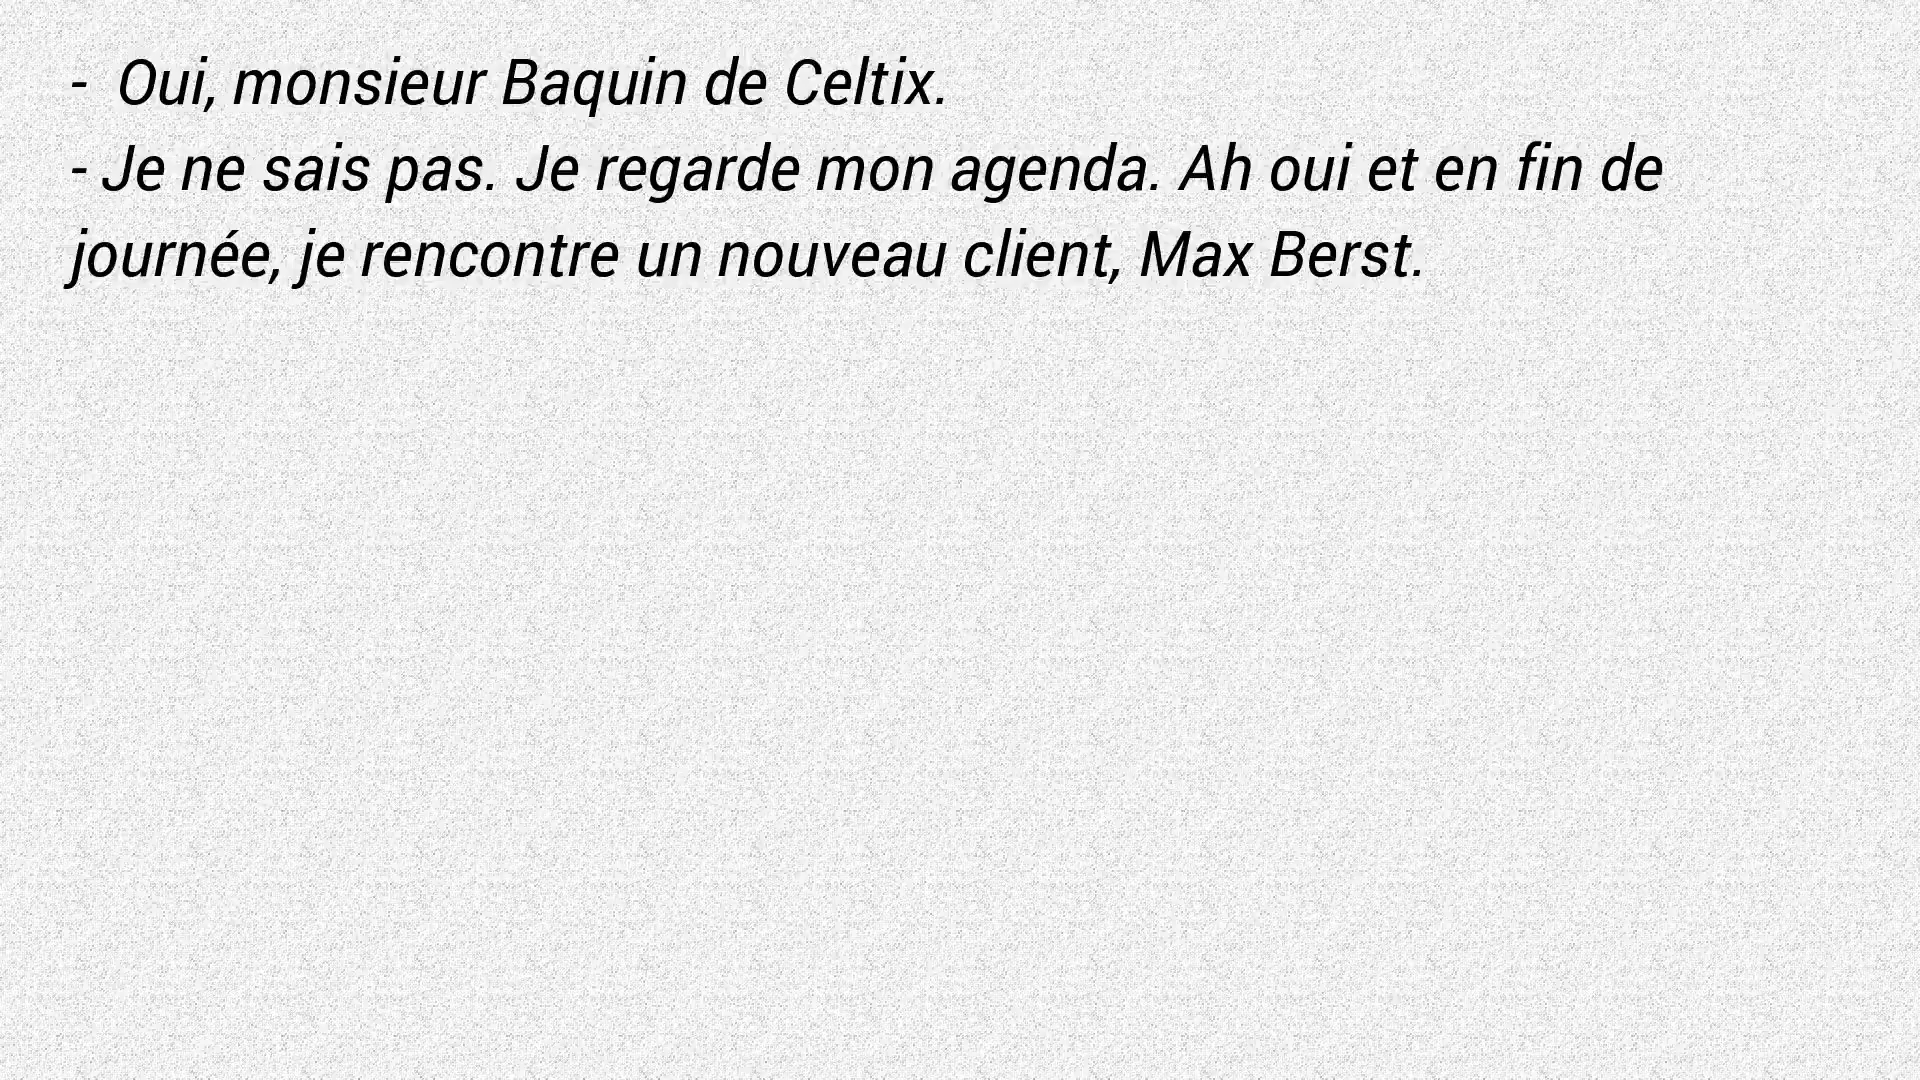 - Oui, monsieur Baquin de Celtix.
- Je ne sais pas. Je regarde mon agenda. Ah oui et en fin de
journée, je rencontre un nouveau client, Max Berst.